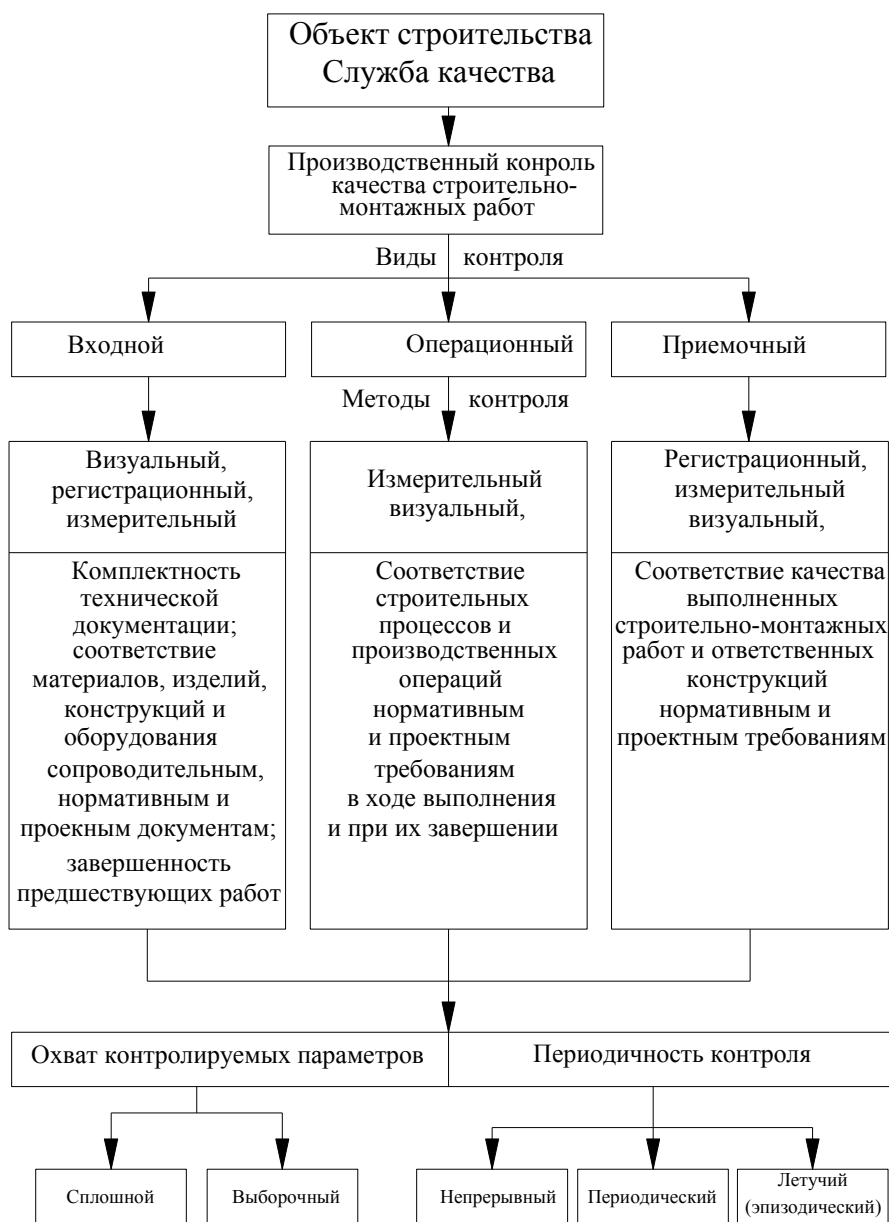 Объект строительства
Служба качества
Производственный конроль
качества строительно-
монтажных работ
Виды контроля
Входной
Операционный
Приемочный
Методы контроля
Визуальный,
регистрационный,
измерительный
Измерительный
визуальный,
Регистрационный,
измерительный
визуальный,
Комплектность
технической
документации;
соответствие
материалов, изделий,
конструкций и
оборудования
сопроводительным,
нормативным и
проекным документам;
завершенность
предшествующих работ
Соответствие
строительных
процессов и
производственных
операций
нормативным
и проектным
требованиям
в ходе выполнения
и при их завершении
Соответствие качества
выполненных
строительно-монтажных
работ и ответственных
конструкций
нормативным и
проектным требованиям
Охват контролируемых параметров
Периодичность контроля
Сплошной
Выборочный
Непрерывный
Периодический
Летучий
(эпизодический)